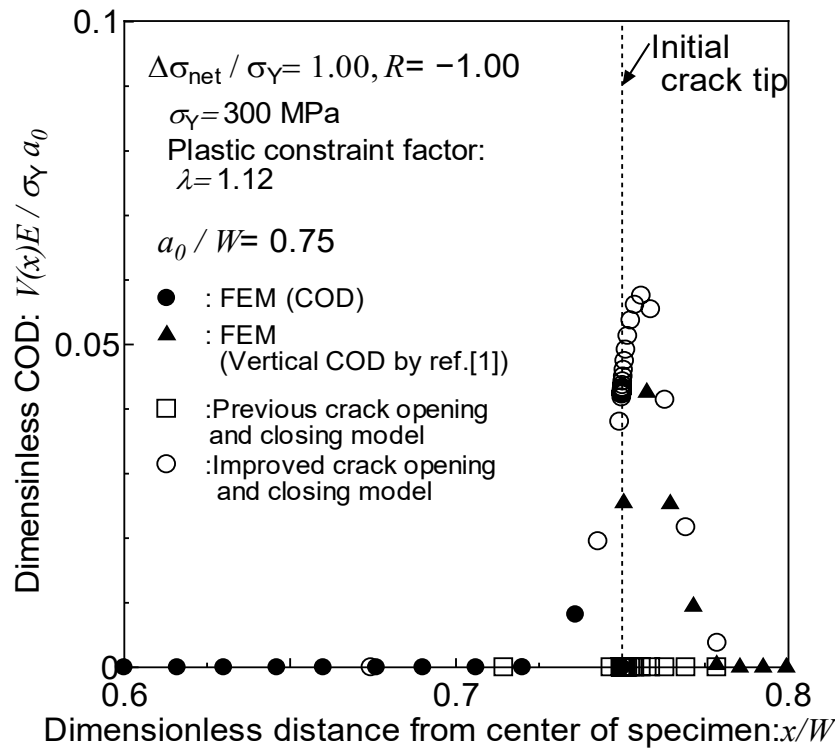 0.1
Δσnet / σY= 1.00, R= −1.00
σY=300 MPa
Plastic constraint factor:
λ=1.12
a0 / W= 0.75
: FEM (COD)
: FEM
(Vertical COD by ref.[1])
:Previous crack opening
and closing model
:Improved crack opening
and closing model
Initial
crack tip
Dimensinless COD: V(x)E / σY a0
0.05
0
0.6
0.7
0.8
Dimensionless distance from center of specimen:x/W